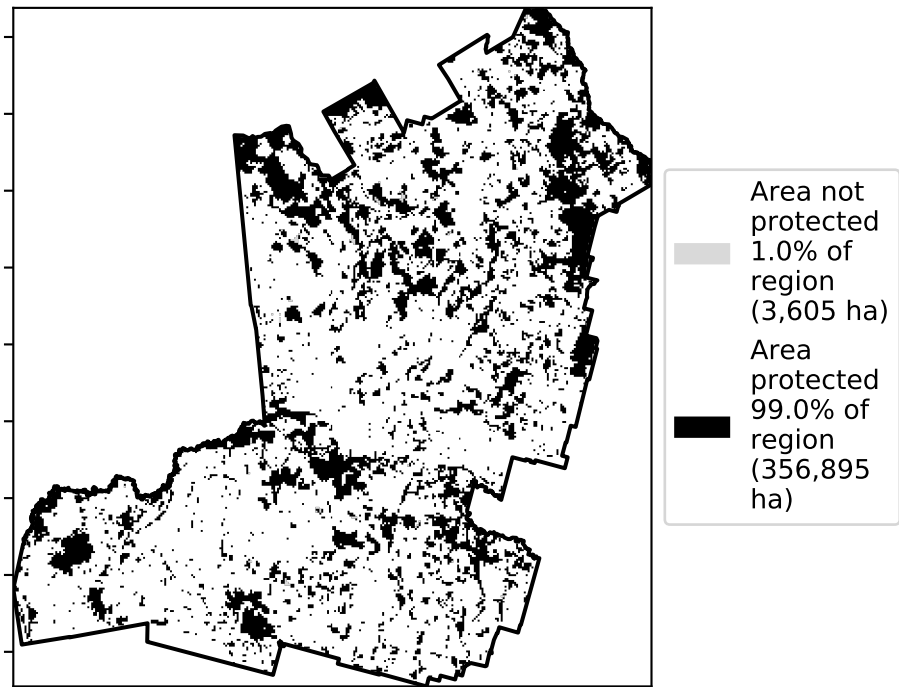 Area not
protected
1.0% of
region
(3,605 ha)
Area
protected
99.0% of
region
(356,895
ha)